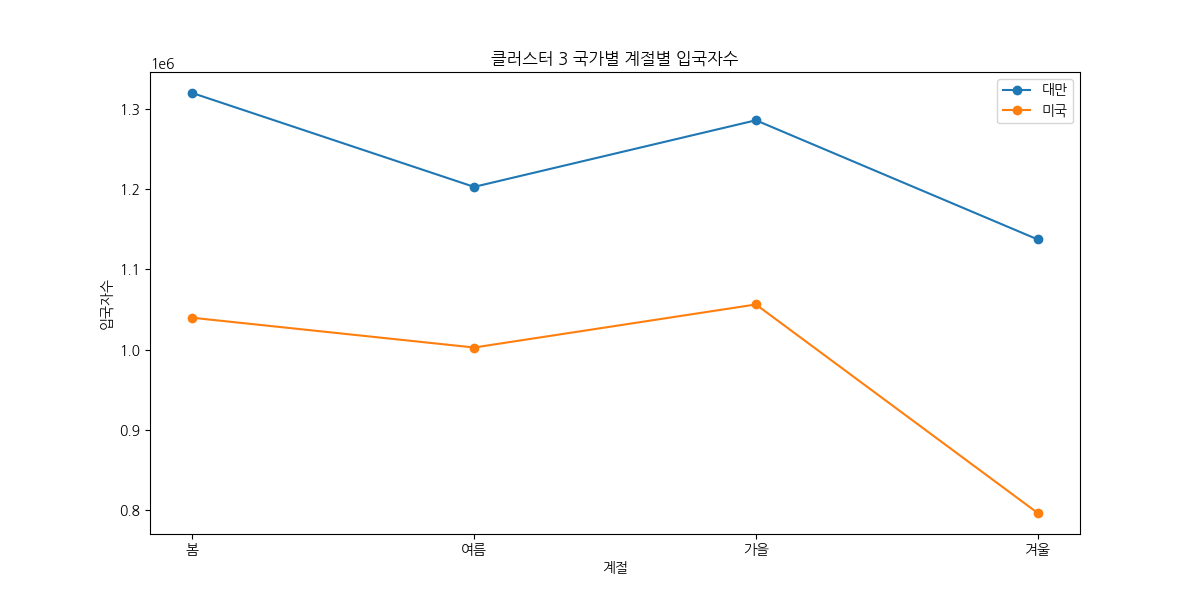 클러스터 3 국가별 계절별 입국자수
1e6
대만
미국
1.3
1.2
1.1
1.0
0.9
0.8
입국자수
봄 여름 가을 겨울
계절